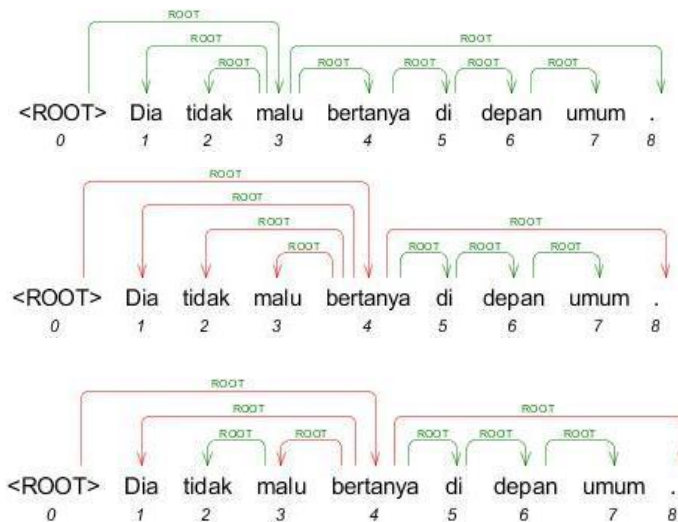 ROOT
ROOT ROOT
ROOT ROOT ROOT ROOT ROOT
<ROOT> Dia tidak malu bertanya di depan umum .
0 1 2 3 4 5 6 7 8
ROOT
ROOT
ROOT ROOT
ROOT ROOT ROOT ROOT
<ROOT> Dia tidak malu bertanya di depan umum .
0 1 2 3 4 5 6 7 8
ROOT
ROOT ROOT
ROOT ROOT ROOT ROOT ROOT
<ROOT> Dia tidak malu bertanya di depan umum .
0 1 2 3 4 5 6 7 8